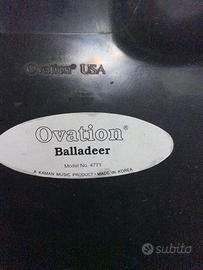 Ovation® USA
Ovation®
Balladeer
Model No. 4771
A KAMAN MUSIC PRODUCT • MADE IN KOREA
subito